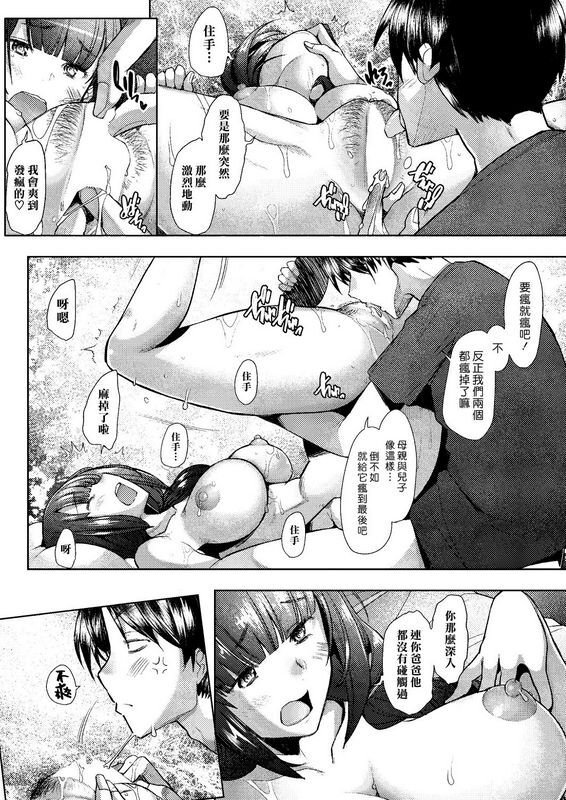 住手…
要是那麼突然
那麼
激烈地動
我會爽到
發瘋的♡
要瘋就瘋吧!
不
反正我們兩個
都瘋掉了嘛
母親與兒子
像這樣…
倒不如
就給它瘋到最後吧
呀嗯
住手
麻掉了啦
住手
住手
呀
你那麼深入
連你爸爸他
都沒有碰觸過
不乖